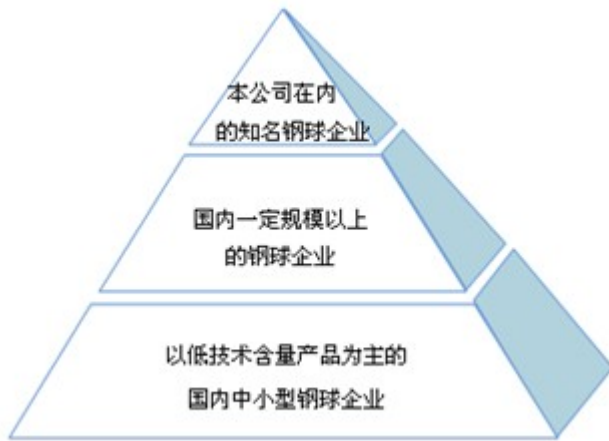 本公司在内
的知名钢球企业
国内一定规模以上
的钢球企业
以低技术含量产品为主的
国内中小型钢球企业